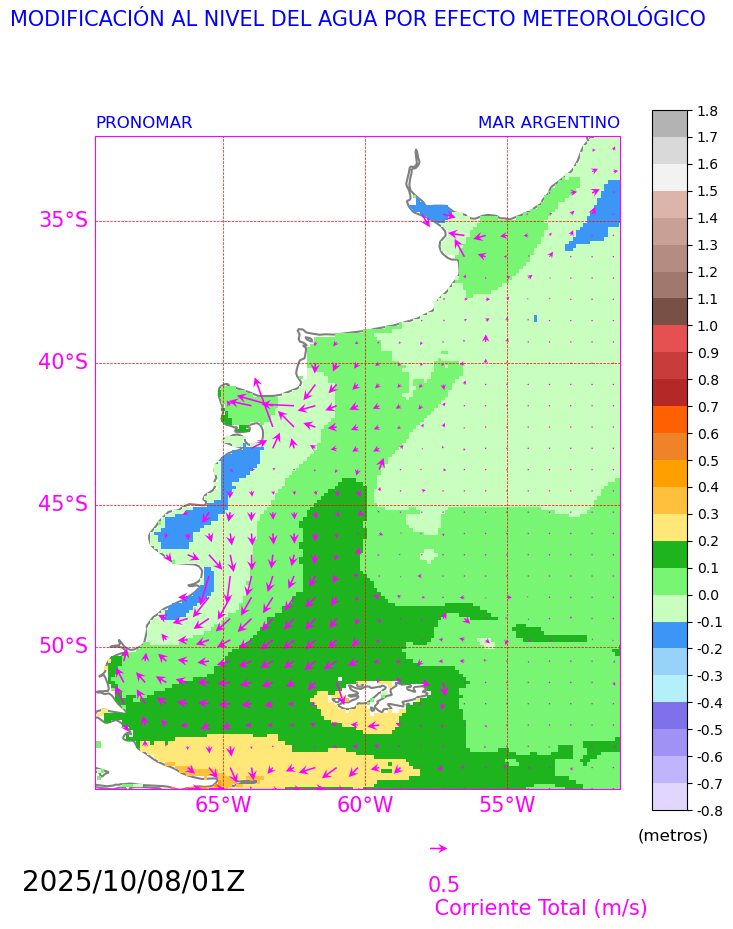 MODIFICACIÓN AL NIVEL DEL AGUA POR EFECTO METEOROLÓGICO
PRONOMAR MAR ARGENTINO
35°S
40°S
45°S
50°S
65°W 60°W 55°W
1.8
1.7
1.6
1.5
1.4
1.3
1.2
1.1
1.0
0.9
0.8
0.7
0.6
0.5
0.4
0.3
0.2
0.1
0.0
-0.1
-0.2
-0.3
-0.4
-0.5
-0.6
-0.7
-0.8
(metros)
2025/10/08/01Z
0.5
Corriente Total (m/s)